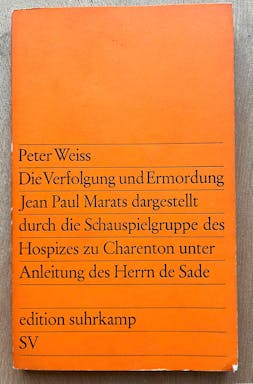 Peter Weiss
Die Verfolgung und Ermordung
Jean Paul Marats dargestellt
durch die Schauspielgruppe des
Hospizes zu Charenton unter
Anleitung des Herrn de Sade
edition suhrkamp
SV